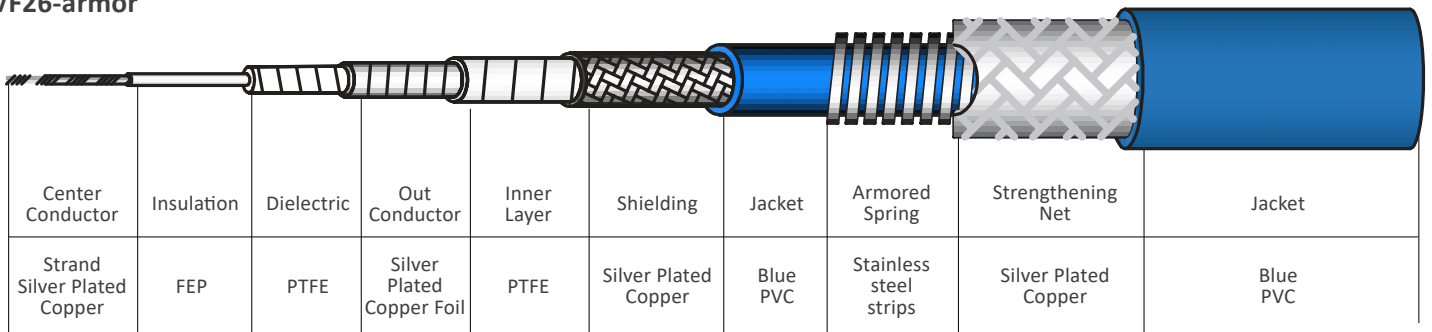 VF26-armor
Center
Conductor
Insulation
Dielectric
Out
Conductor
Inner
Layer
Shielding
Jacket
Armored
Spring
Strengthening
Net
Jacket
Strand
Silver Plated
Copper
FEP
PTFE
Silver
Plated
Copper Foil
PTFE
Silver Plated
Copper
Blue
PVC
Stainless
steel
strips
Silver Plated
Copper
Blue
PVC